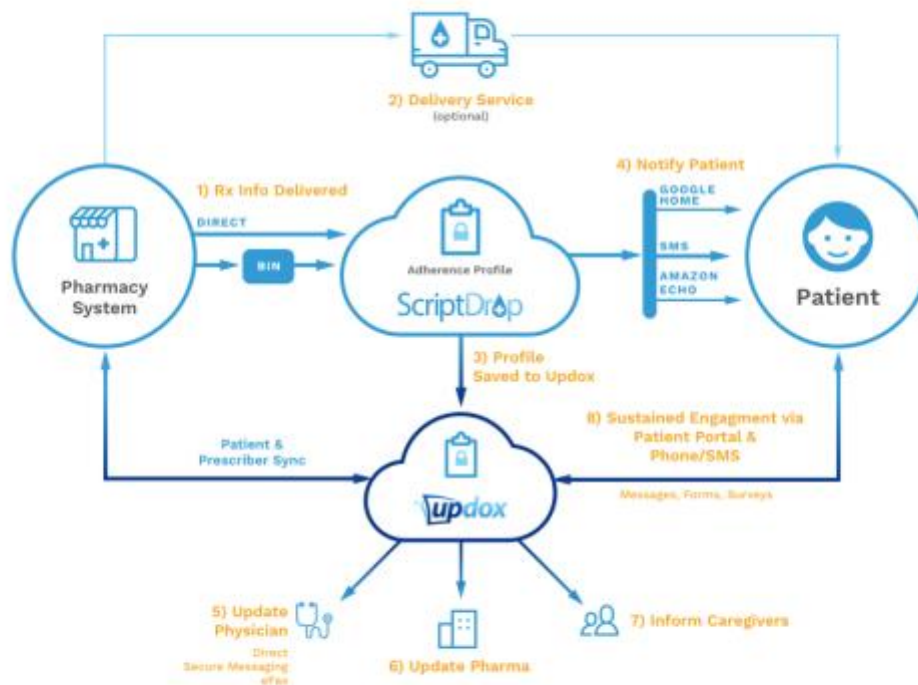 2) Delivery Service
(optional)
1) Rx Info Delivered
DIRECT
BIN
Pharmacy
System
Adherence Profile
ScriptDrop
4) Notify Patient
GOOGLE
HOME
SMS
AMAZON
ECHO
Patient
3) Profile
Saved to Updox
Patient &
Prescriber Sync
updox
8) Sustained Engagment via
Patient Portal &
Phone/SMS
Messages, Forms, Surveys
5) Update
Physician
Direct
Secure Messaging
eFax
6) Update Pharma
7) Inform Caregivers